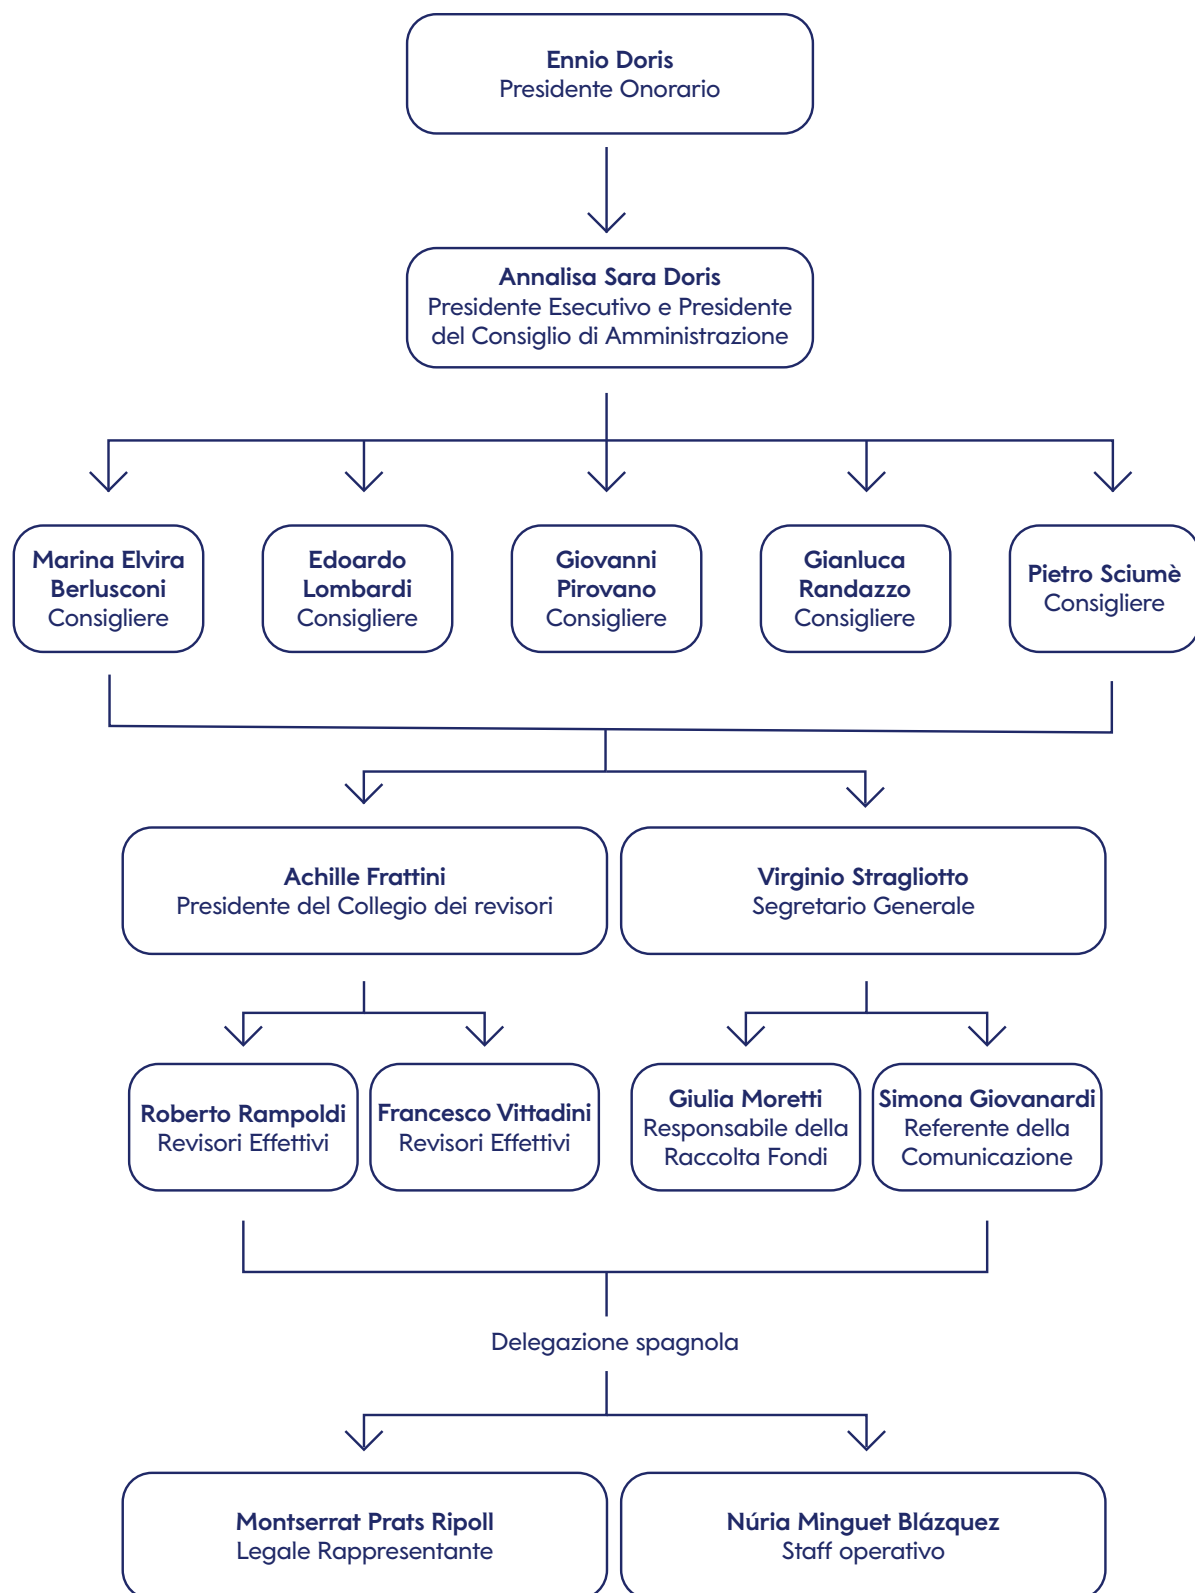 Ennio Doris
Presidente Onorario
Annalisa Sara Doris
Presidente Esecutivo e Presidente
del Consiglio di Amministrazione
Marina Elvira
Berlusconi
Consigliere
Edoardo
Lombardi
Consigliere
Giovanni
Pirovano
Consigliere
Gianluca
Randazzo
Consigliere
Pietro Sciumè
Consigliere
Achille Frattini
Presidente del Collegio dei revisori
Virginio Stragliotto
Segretario Generale
Roberto Rampoldi
Revisori Effettivi
Francesco Vittadini
Revisori Effettivi
Giulia Moretti
Responsabile della
Raccolta Fondi
Simona Giovanardi
Referente della
Comunicazione
Delegazione spagnola
Montserrat Prats Ripoll
Legale Rappresentante
Núria Minguet Blázquez
Staff operativo